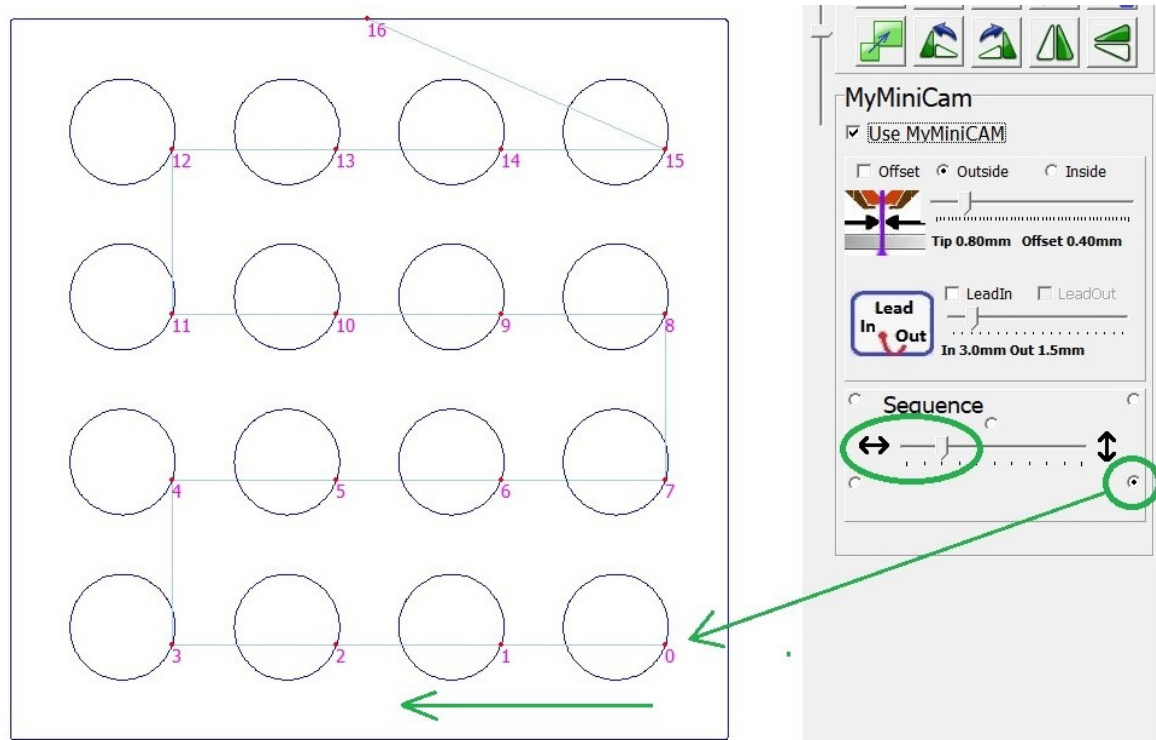 16
12 13 14 15
11 10 9 8
4 5 6 7
3 2 1 0
MyMiniCam
Use MyMiniCAM
Offset Outside Inside
Tip 0.80mm Offset 0.40mm
Lead
In Out
LeadIn LeadOut
In 3.0mm Out 1.5mm
Sequence